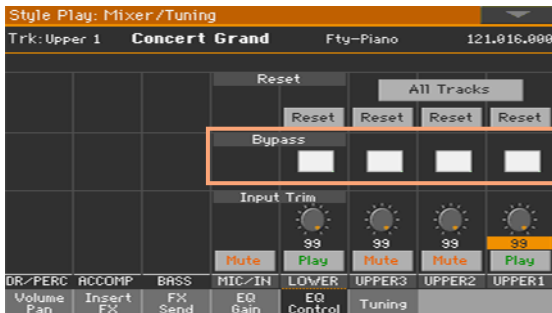 Style Play: Mixer/Tuning
Trk:Upper 1 Concert Grand Fty-Piano 121.016.000
Reset All Tracks
Reset Reset Reset Reset
Bypass
Input Trim
99 99 99 99
Mute Play Mute Mute Play
DR/PERC ACCOMP BASS MIC/IN LOWER UPPER3 UPPER2 UPPER1
Volume Pan Insert FX FX Send EQ Gain EQ Control Tuning